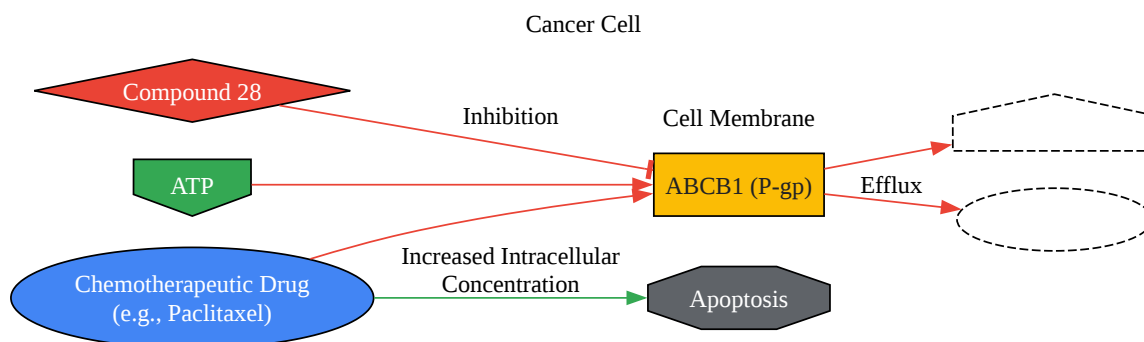 Cancer Cell
Compound 28
Inhibition
Cell Membrane
ATP
ABCB1 (P-gp)
Efflux
Chemotherapeutic Drug
(e.g., Paclitaxel)
Increased Intracellular
Concentration
Apoptosis